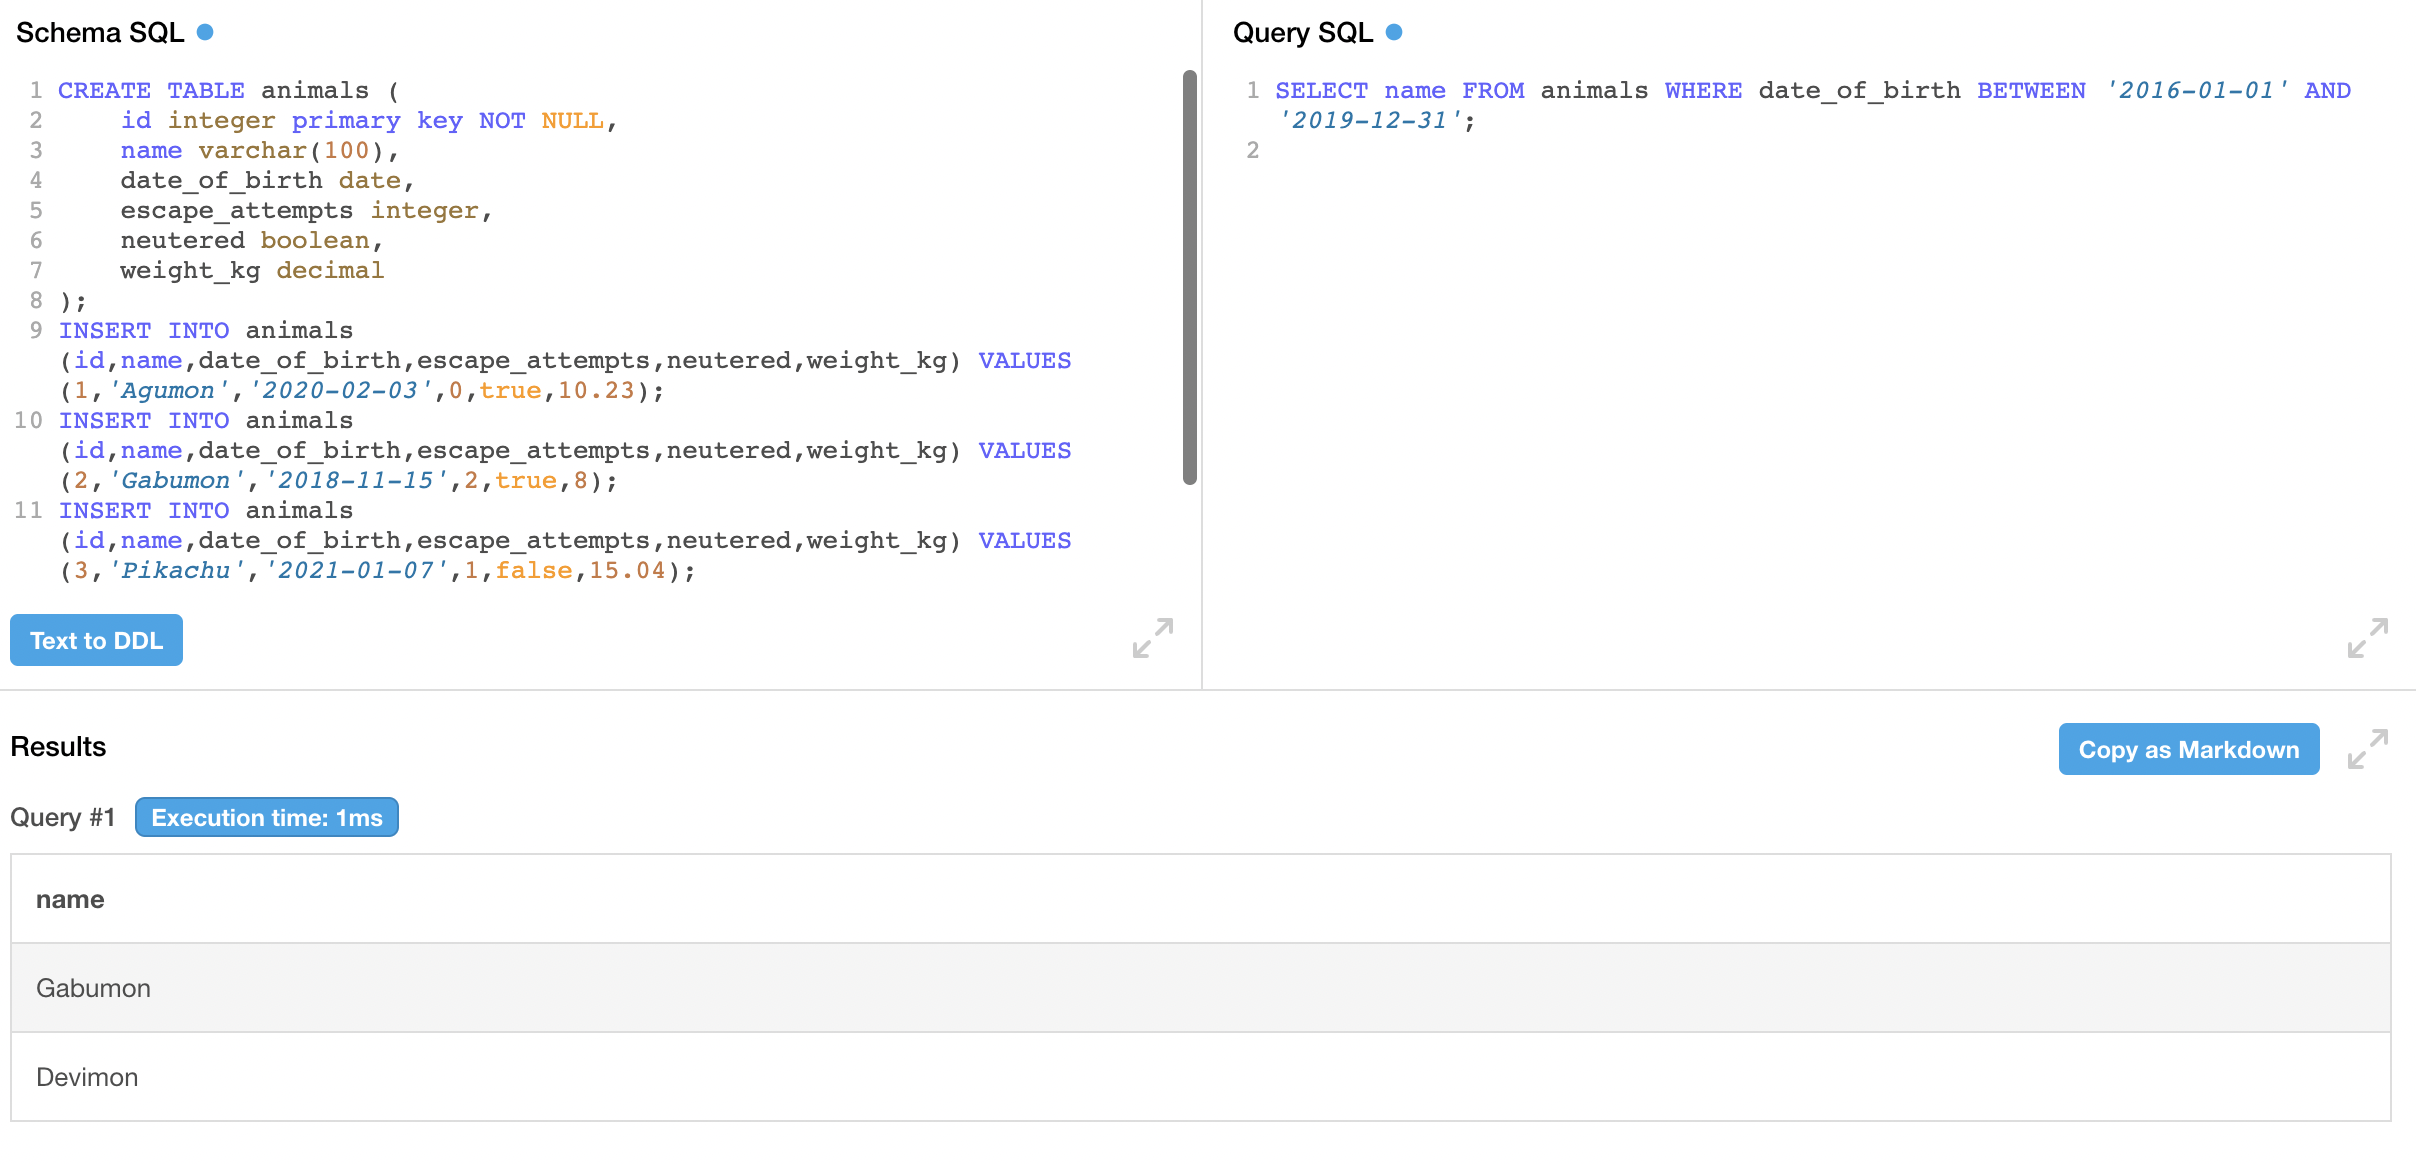 Schema SQL
1 CREATE TABLE animals (
2     id integer primary key NOT NULL,
3     name varchar(100),
4     date_of_birth date,
5     escape_attempts integer,
6     neutered boolean,
7     weight_kg decimal
8 );
9 INSERT INTO animals
(id,name,date_of_birth,escape_attempts,neutered,weight_kg) VALUES
(1,'Agumon','2020-02-03',0,true,10.23);
10 INSERT INTO animals
(id,name,date_of_birth,escape_attempts,neutered,weight_kg) VALUES
(2,'Gabumon','2018-11-15',2,true,8);
11 INSERT INTO animals
(id,name,date_of_birth,escape_attempts,neutered,weight_kg) VALUES
(3,'Pikachu','2021-01-07',1,false,15.04);
Text to DDL
Query SQL
1 SELECT name FROM animals WHERE date_of_birth BETWEEN '2016-01-01' AND
'2019-12-31';
2
Results
Copy as Markdown
Query #1 Execution time: 1ms
name
Gabumon
Devimon